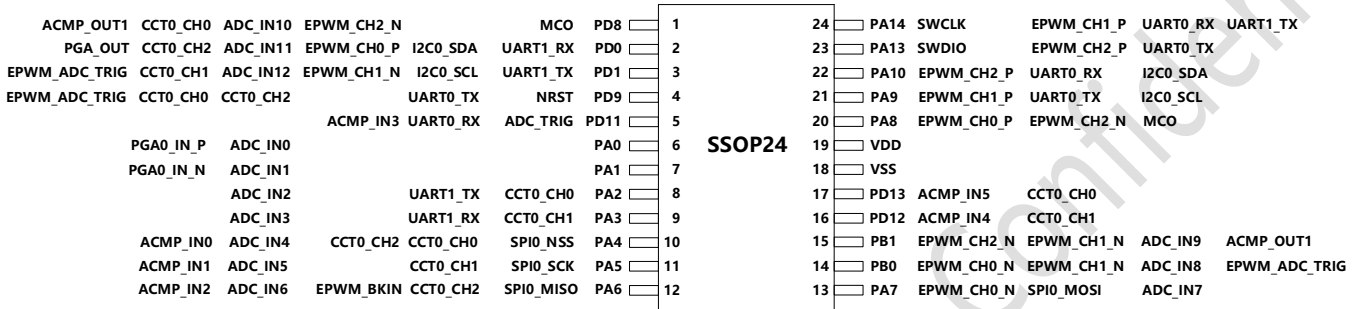 ACMP_OUT1 CCT0_CH0 ADC_IN10 EPWM_CH2_N MCO PD8 1 24 PA14 SWCLK EPWM_CH1_P UART0_RX UART1_TX
PGA_OUT CCT0_CH2 ADC_IN11 EPWM_CH0_P I2C0_SDA UART1_RX PD0 2 23 PA13 SWDIO EPWM_CH2_P UART0_TX
EPWM_ADC_TRIG CCT0_CH1 ADC_IN12 EPWM_CH1_N I2C0_SCL UART1_TX PD1 3 22 PA10 EPWM_CH2_P UART0_RX I2C0_SDA
EPWM_ADC_TRIG CCT0_CH0 CCT0_CH2 UART0_TX NRST PD9 4 21 PA9 EPWM_CH1_P UART0_TX I2C0_SCL
ACMP_IN3 UART0_RX ADC_TRIG PD11 5 20 PA8 EPWM_CH0_P EPWM_CH2_N MCO
PGA0_IN_P ADC_IN0 PA0 6 SSOP24 19 VDD
PGA0_IN_N ADC_IN1 PA1 7 18 VSS
ADC_IN2 UART1_TX CCT0_CH0 PA2 8 17 PD13 ACMP_IN5 CCT0_CH0
ADC_IN3 UART1_RX CCT0_CH1 PA3 9 16 PD12 ACMP_IN4 CCT0_CH1
ACMP_IN0 ADC_IN4 CCT0_CH2 CCT0_CH0 SPI0_NSS PA4 10 15 PB1 EPWM_CH2_N EPWM_CH1_N ADC_IN9 ACMP_OUT1
ACMP_IN1 ADC_IN5 CCT0_CH1 SPI0_SCK PA5 11 14 PB0 EPWM_CH0_N EPWM_CH1_N ADC_IN8 EPWM_ADC_TRIG
ACMP_IN2 ADC_IN6 EPWM_BKIN CCT0_CH2 SPI0_MISO PA6 12 13 PA7 EPWM_CH0_N SPI0_MOSI ADC_IN7
Confiden